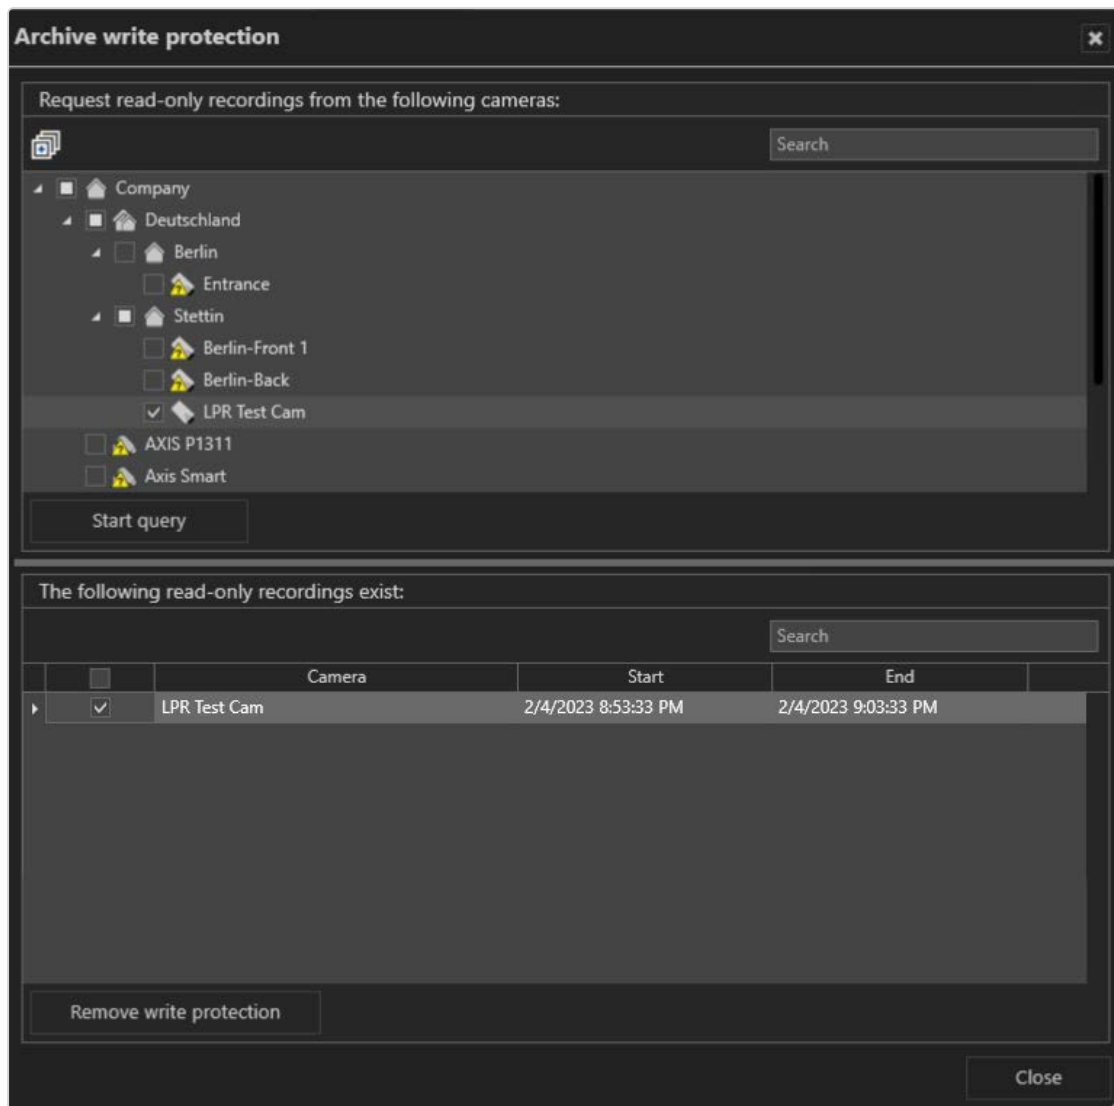 Archive write protection
Request read-only recordings from the following cameras:
Search
Company
Deutschland
Berlin
Entrance
Stettin
Berlin-Front 1
Berlin-Back
LPR Test Cam
AXIS P1311
Axis Smart
Start query
The following read-only recordings exist:
Search
Camera Start End
LPR Test Cam 2/4/2023 8:53:33 PM 2/4/2023 9:03:33 PM
Remove write protection
Close